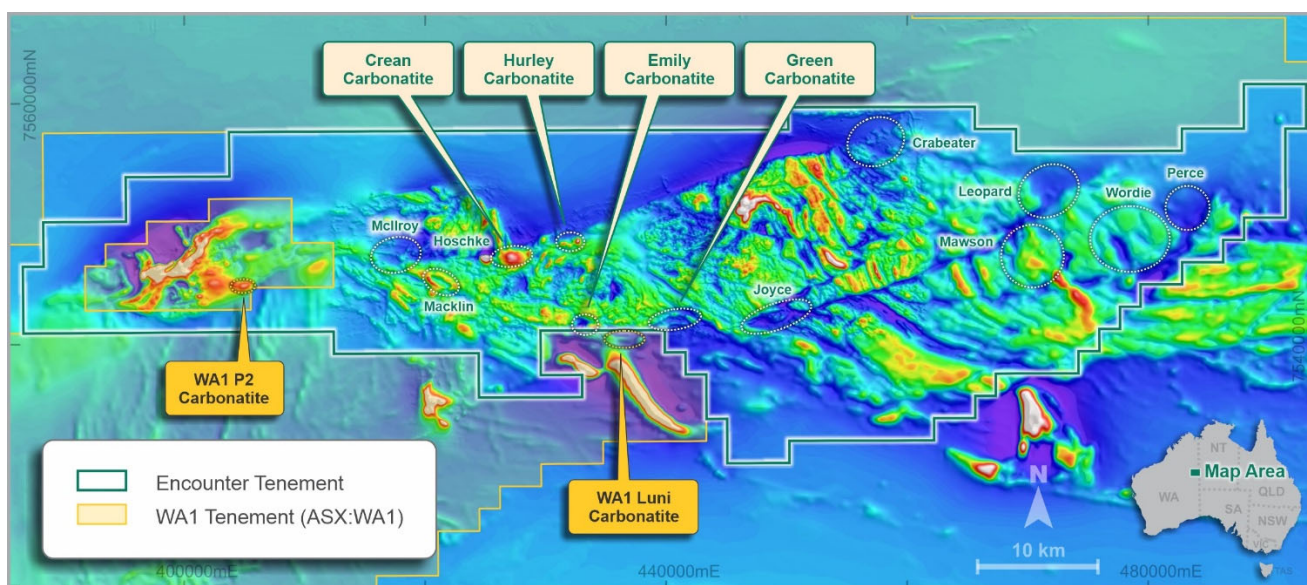 Crean
Carbonatite
Hurley
Carbonatite
Emily
Carbonatite
Green
Carbonatite
7560000mN
Crabeater
Perce
Leopard
Wordie
McIlroy
Hoschke
Mawson
Macklin
Joyce
7540000mN
WA1 P2
Carbonatite
WA1 Luni
Carbonatite
Encounter Tenement
WA1 Tenement (ASX:WA1)
N
10 km
400000mE
440000mE
480000mE
Map Area
NT
WA
QLD
SA
NSW
VIC
TAS